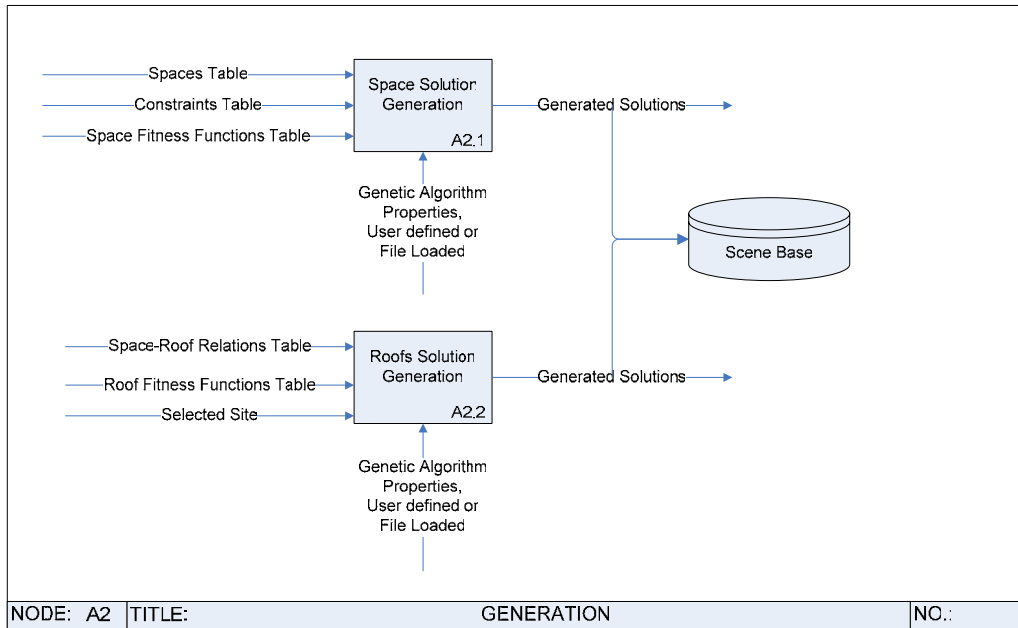 Spaces Table
Constraints Table
Space Fitness Functions Table
Space Solution
Generation
A2.1
Generated Solutions
Genetic Algorithm
Properties,
User defined or
File Loaded
Scene Base
Space-Roof Relations Table
Roof Fitness Functions Table
Selected Site
Roofs Solution
Generation
A2.2
Generated Solutions
Genetic Algorithm
Properties,
User defined or
File Loaded
NODE: A2 TITLE: GENERATION NO.: